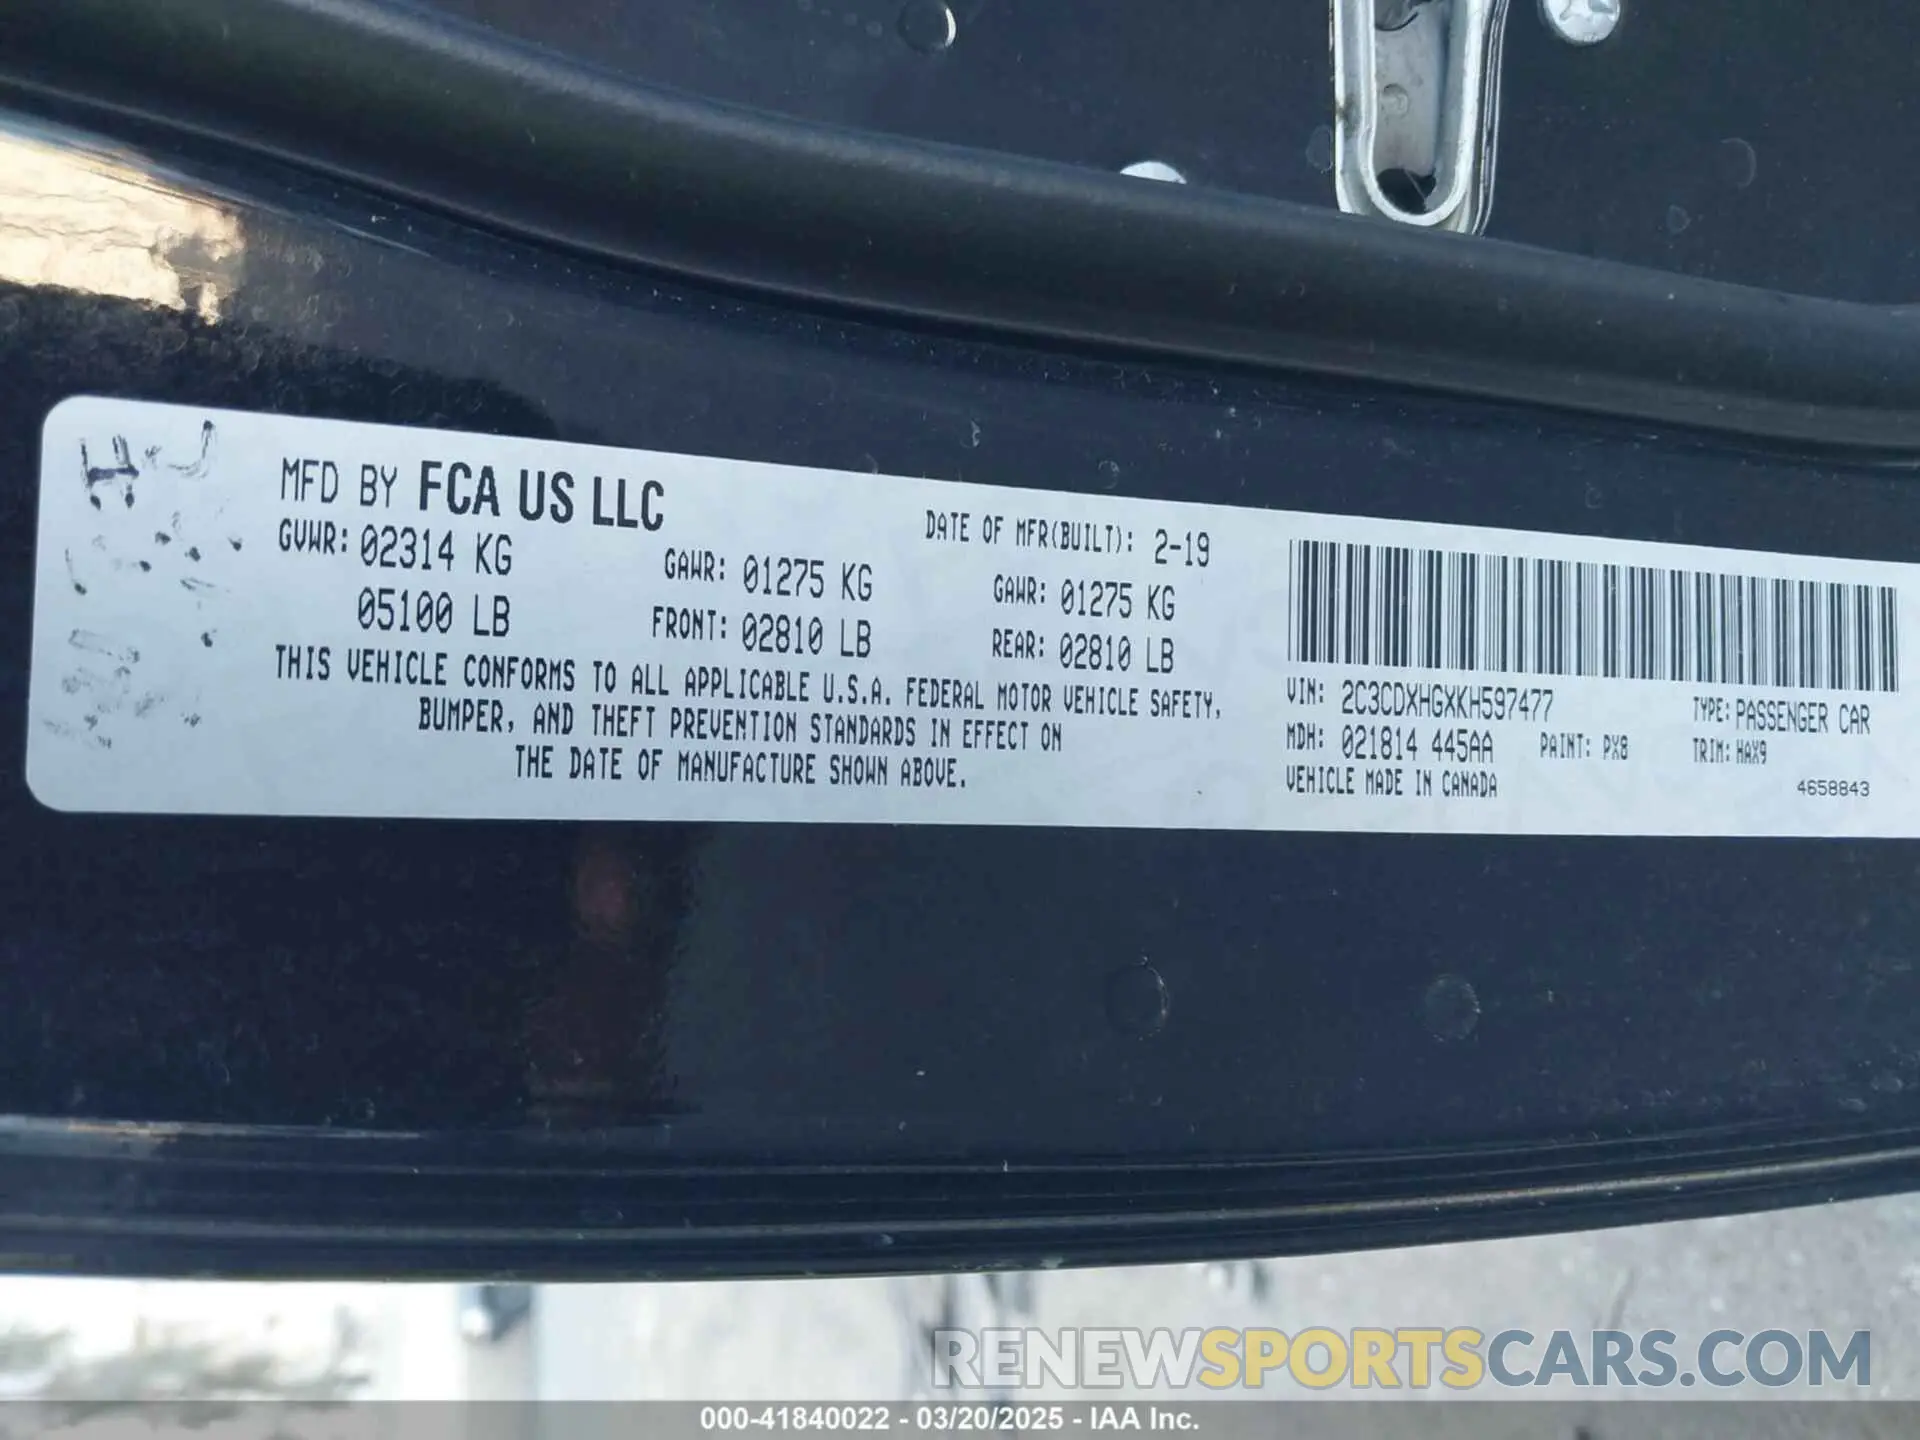 MFD BY FCA US LLC
DATE OF MFR(BUILT): 2-19
GVWR: 02314 KG
GAWR: 01275 KG
GAWR: 01275 KG
05100 LB
FRONT: 02810 LB
REAR: 02810 LB
THIS VEHICLE CONFORMS TO ALL APPLICABLE U.S.A. FEDERAL MOTOR VEHICLE SAFETY,
BUMPER, AND THEFT PREVENTION STANDARDS IN EFFECT ON
THE DATE OF MANUFACTURE SHOWN ABOVE.
VIN: 2C3CDXHGXKH597477
TYPE: PASSENGER CAR
MDH: 021814 445AA
PAINT: PX8
TRIM: HAX9
VEHICLE MADE IN CANADA
4658843
RENEWSPORTSCARS.COM
000-41840022 - 03/20/2025 - IAA Inc.